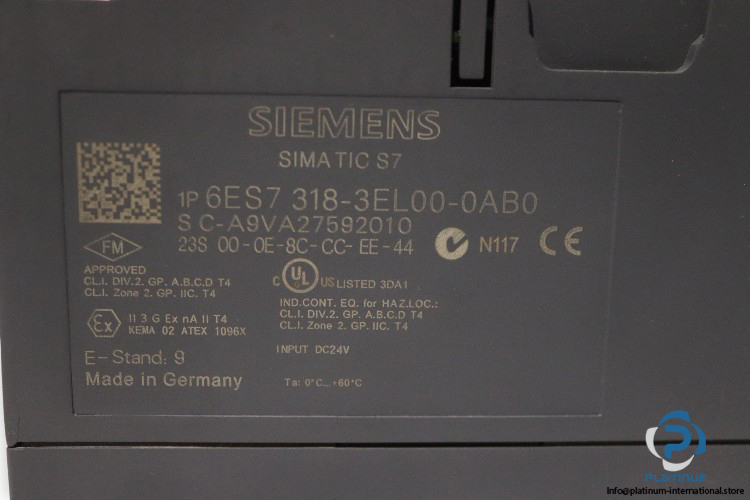 SIEMENS
SIMATIC S7
1P 6ES7 318-3EL00-0AB0
S C-A9VA27592010
23S 00-0E-8C-CC-EE-44
N117 CE
FM
APPROVED
CL.I. DIV.2. GP. A.B.C.D T4
CL.I. Zone 2. GP. IIC. T4
C UL US LISTED 3DA1
IND.CONT. EQ. for HAZ.LOC.:
CL.I. DIV.2. GP. A.B.C.D T4
CL.I. Zone 2. GP. IIC. T4
Ex II 3 G Ex nA II T4
KEMA 02 ATEX 1096X
INPUT DC24V
E-Stand: 9
Made in Germany
Ta: 0°C...+60°C
PLATINUM
Info@platinum-international.store